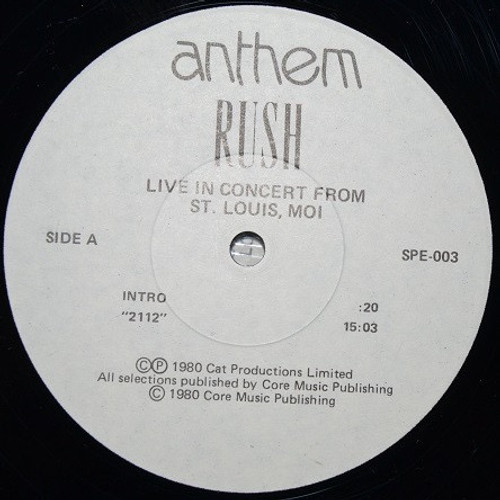 anthem
RUSH
LIVE IN CONCERT FROM
ST. LOUIS, MOI
SIDE A
SPE-003
INTRO :20
"2112" 15:03
ⒸⓅ 1980 Cat Productions Limited
All selections published by Core Music Publishing
Ⓒ 1980 Core Music Publishing